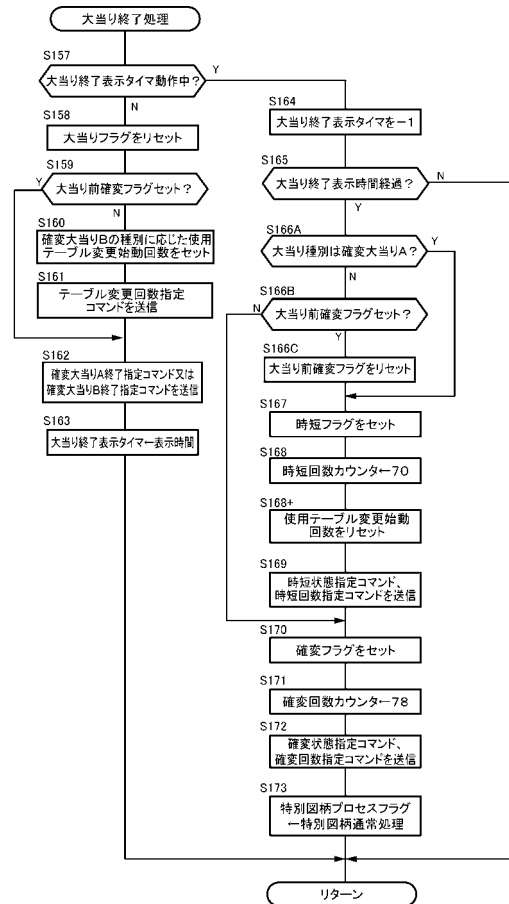 大当り終了処理
S157
大当り終了表示タイマ動作中？
Y
N
S158
大当りフラグをリセット
S159
大当り前確変フラグセット？
Y
N
S160
確変大当りBの種別に応じた使用
テーブル変更始動回数をセット
S161
テーブル変更回数指定
コマンドを送信
S162
確変大当りA終了指定コマンド又は
確変大当りB終了指定コマンドを送信
S163
大当り終了表示タイマ←表示時間
S164
大当り終了表示タイマを−1
S165
大当り終了表示時間経過？
N
Y
S166A
大当り種別は確変大当りA？
Y
N
S166B
N
大当り前確変フラグセット？
Y
S166C
大当り前確変フラグをリセット
S167
時短フラグをセット
S168
時短回数カウンタ←70
S168+
使用テーブル変更始動
回数をリセット
S169
時短状態指定コマンド、
時短回数指定コマンドを送信
S170
確変フラグをセット
S171
確変回数カウンタ←78
S172
確変状態指定コマンド、
確変回数指定コマンドを送信
S173
特別図柄プロセスフラグ
←特別図柄通常処理
リターン